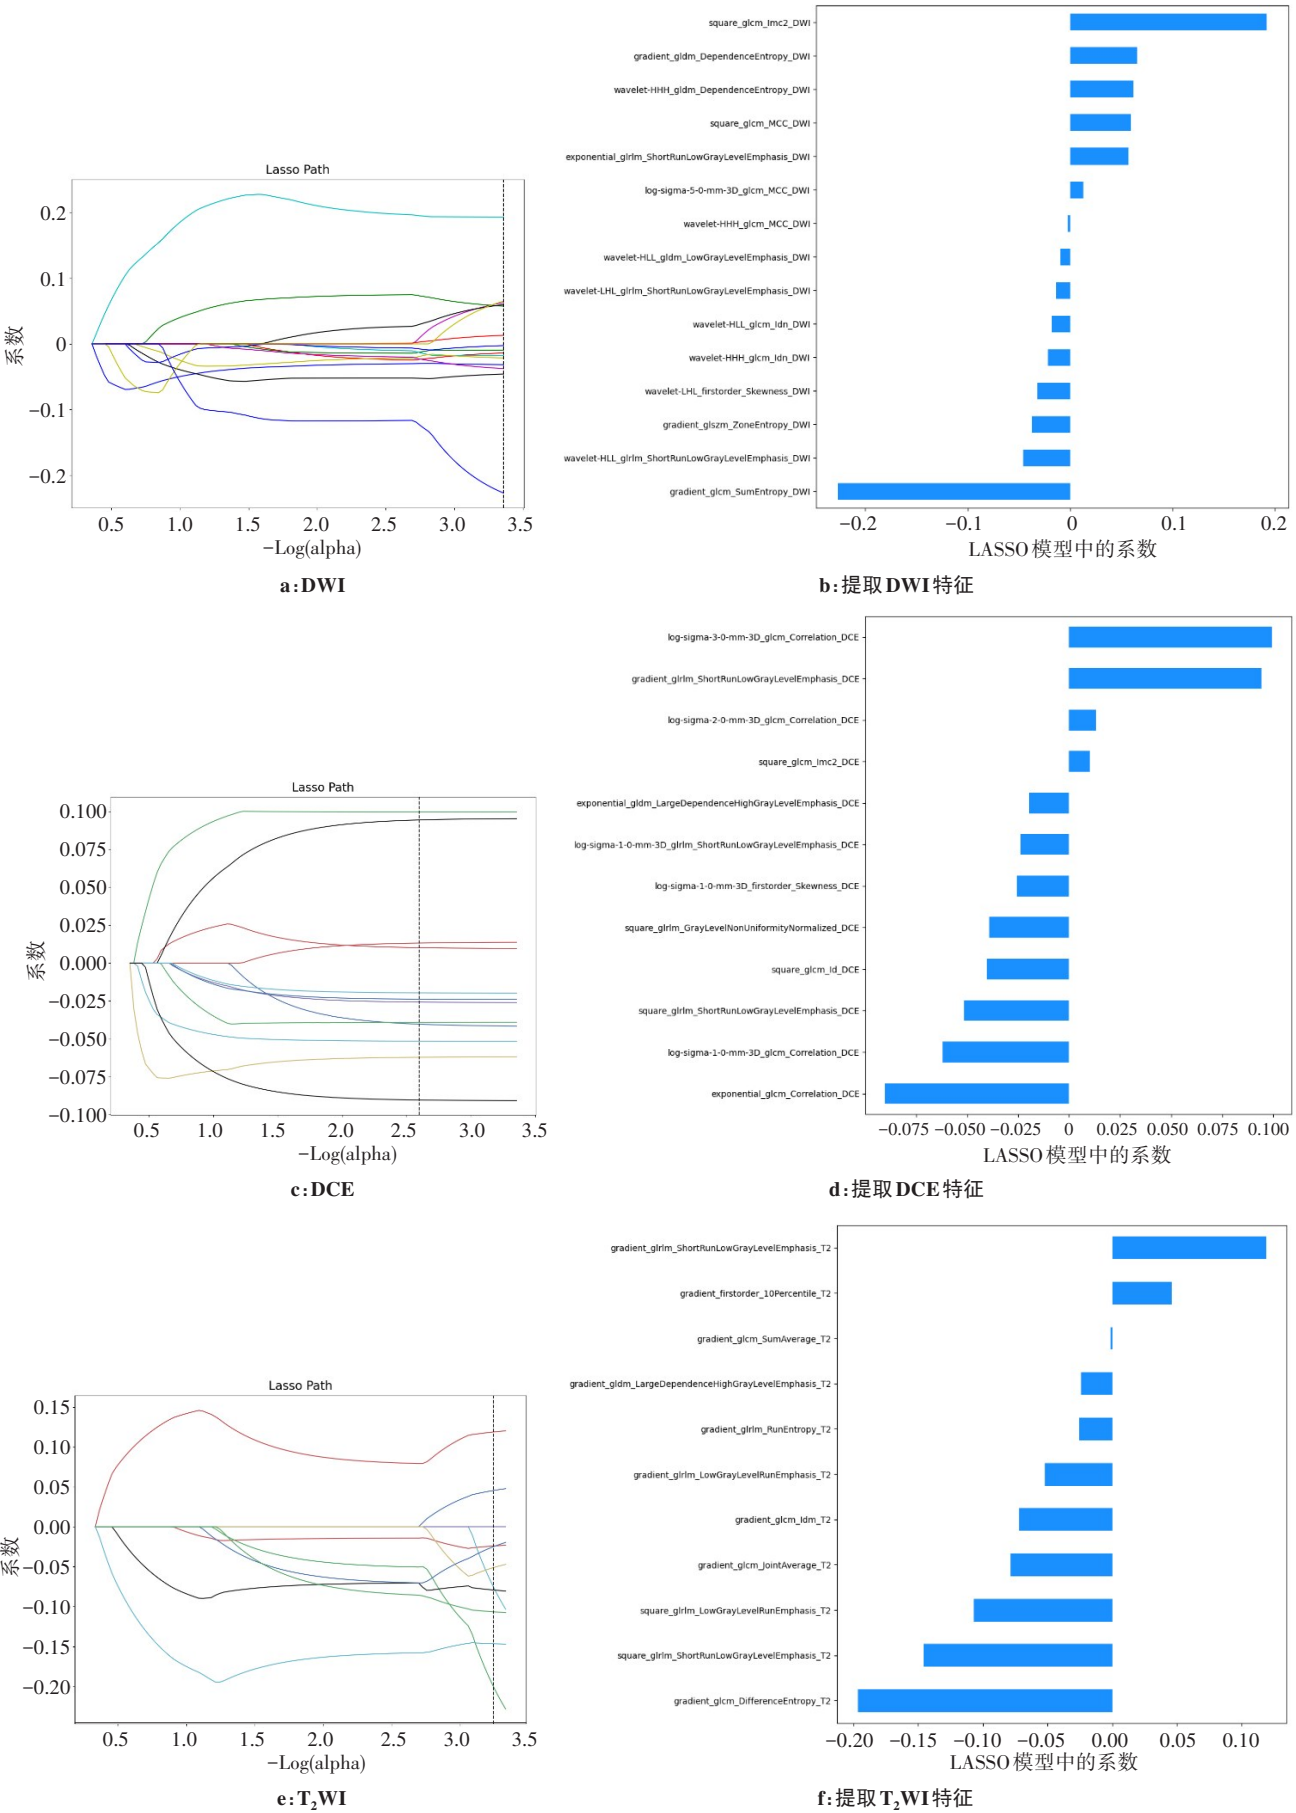 Lasso Path
系数
0.2
0.1
0
−0.1
−0.2
0.5 1.0 1.5 2.0 2.5 3.0 3.5
−Log(alpha)
a:DWI
square_glcm_Imc2_DWI
gradient_gldm_DependenceEntropy_DWI
wavelet-HHH_gldm_DependenceEntropy_DWI
square_glcm_MCC_DWI
exponential_glrlm_ShortRunLowGrayLevelEmphasis_DWI
log-sigma-5-0-mm-3D_glcm_MCC_DWI
wavelet-HHH_glcm_MCC_DWI
wavelet-HLL_gldm_LowGrayLevelEmphasis_DWI
wavelet-LHL_glrlm_ShortRunLowGrayLevelEmphasis_DWI
wavelet-HLL_glcm_Idn_DWI
wavelet-HHH_glcm_Idn_DWI
wavelet-LHL_firstorder_Skewness_DWI
gradient_glszm_ZoneEntropy_DWI
wavelet-HLL_glrlm_ShortRunLowGrayLevelEmphasis_DWI
gradient_glcm_SumEntropy_DWI
−0.2 −0.1 0 0.1 0.2
LASSO模型中的系数
b:提取DWI特征
Lasso Path
系数
0.100
0.075
0.050
0.025
0.000
−0.025
−0.050
−0.075
−0.100
0.5 1.0 1.5 2.0 2.5 3.0 3.5
−Log(alpha)
c:DCE
log-sigma-3-0-mm-3D_glcm_Correlation_DCE
gradient_glrlm_ShortRunLowGrayLevelEmphasis_DCE
log-sigma-2-0-mm-3D_glcm_Correlation_DCE
square_glcm_Imc2_DCE
exponential_gldm_LargeDependenceHighGrayLevelEmphasis_DCE
log-sigma-1-0-mm-3D_glrlm_ShortRunLowGrayLevelEmphasis_DCE
log-sigma-1-0-mm-3D_firstorder_Skewness_DCE
square_glrlm_GrayLevelNonUniformityNormalized_DCE
square_glcm_Id_DCE
square_glrlm_ShortRunLowGrayLevelEmphasis_DCE
log-sigma-1-0-mm-3D_glcm_Correlation_DCE
exponential_glcm_Correlation_DCE
−0.075 −0.050 −0.025 0 0.025 0.050 0.075 0.100
LASSO模型中的系数
d:提取DCE特征
Lasso Path
系数
0.15
0.10
0.05
0.00
−0.05
−0.10
−0.15
−0.20
0.5 1.0 1.5 2.0 2.5 3.0 3.5
−Log(alpha)
e:T₂WI
gradient_glrlm_ShortRunLowGrayLevelEmphasis_T2
gradient_firstorder_10Percentile_T2
gradient_glcm_SumAverage_T2
gradient_gldm_LargeDependenceHighGrayLevelEmphasis_T2
gradient_glrlm_RunEntropy_T2
gradient_glrlm_LowGrayLevelRunEmphasis_T2
gradient_glcm_Idm_T2
gradient_glcm_JointAverage_T2
square_glrlm_LowGrayLevelRunEmphasis_T2
square_glrlm_ShortRunLowGrayLevelEmphasis_T2
gradient_glcm_DifferenceEntropy_T2
−0.20 −0.15 −0.10 −0.05 0.00 0.05 0.10
LASSO模型中的系数
f:提取T₂WI特征